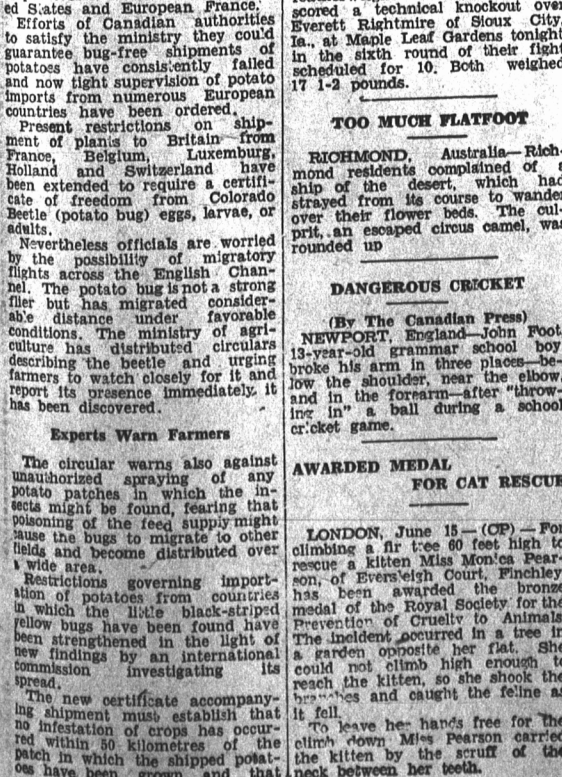 ed States and European France.
Efforts of Canadian authorities
to satisfy the ministry they could
guarantee bug-free shipments of
potatoes have consistently failed
and now tight supervision of potato
imports from numerous European
countries have been ordered.
Present restrictions on ship-
ment of plants to Britain from
France, Belgium, Luxemburg,
Holland and Switzerland have
been extended to require a certifi-
cate of freedom from Colorado
Beetle (potato bug) eggs, larvae, or
adults.
Nevertheless officials are worried
by the possibility of migratory
flights across the English Chan-
nel. The potato bug is not a strong
flier but has migrated consider-
able distance under favorable
conditions. The ministry of agri-
culture has distributed circulars
describing the beetle and urging
farmers to watch closely for it and
report its presence immediately it
has been discovered.
Experts Warn Farmers
The circular warns also against
unauthorized spraying of any
potato patches in which the in-
sects might be found, fearing that
poisoning of the feed supply might
cause the bugs to migrate to other
fields and become distributed over
a wide area.
Restrictions governing import-
ation of potatoes from countries
in which the little black-striped
yellow bugs have been found have
been strengthened in the light of
new findings by an international
commission investigating its
spread.
The new certificate accompany-
ing shipment must establish that
no infestation of crops has occur-
red within 50 kilometres of the
patch in which the shipped potat-
oes have been grown and that
scored a technical knockout over
Everett Rightmire of Sioux City,
Ia., at Maple Leaf Gardens tonight
in the sixth round of their fight
scheduled for 10. Both weighed
17 1-2 pounds.
TOO MUCH FLATFOOT
RICHMOND, Australia—Rich-
mond residents complained of a
ship of the desert, which had
strayed from its course to wander
over their flower beds. The cul-
prit, an escaped circus camel, was
rounded up
DANGEROUS CRICKET
(By The Canadian Press)
NEWPORT, England—John Foot,
13-year-old grammar school boy
broke his arm in three places—be-
low the shoulder, near the elbow,
and in the forearm—after "throw-
ing in" a ball during a school
cricket game.
AWARDED MEDAL
FOR CAT RESCUE
LONDON, June 15—(CP)—For
climbing a fir tree 60 feet high to
rescue a kitten Miss Monica Pear-
son, of Eversleigh Court, Finchley
has been awarded the bronze
medal of the Royal Society for the
Prevention of Cruelty to Animals
The incident occurred in a tree in
a garden opposite her flat. She
could not climb high enough to
reach the kitten, so she shook the
branches and caught the feline as
it fell.
To leave her hands free for the
climb down Miss Pearson carried
the kitten by the scruff of the
neck between her teeth.